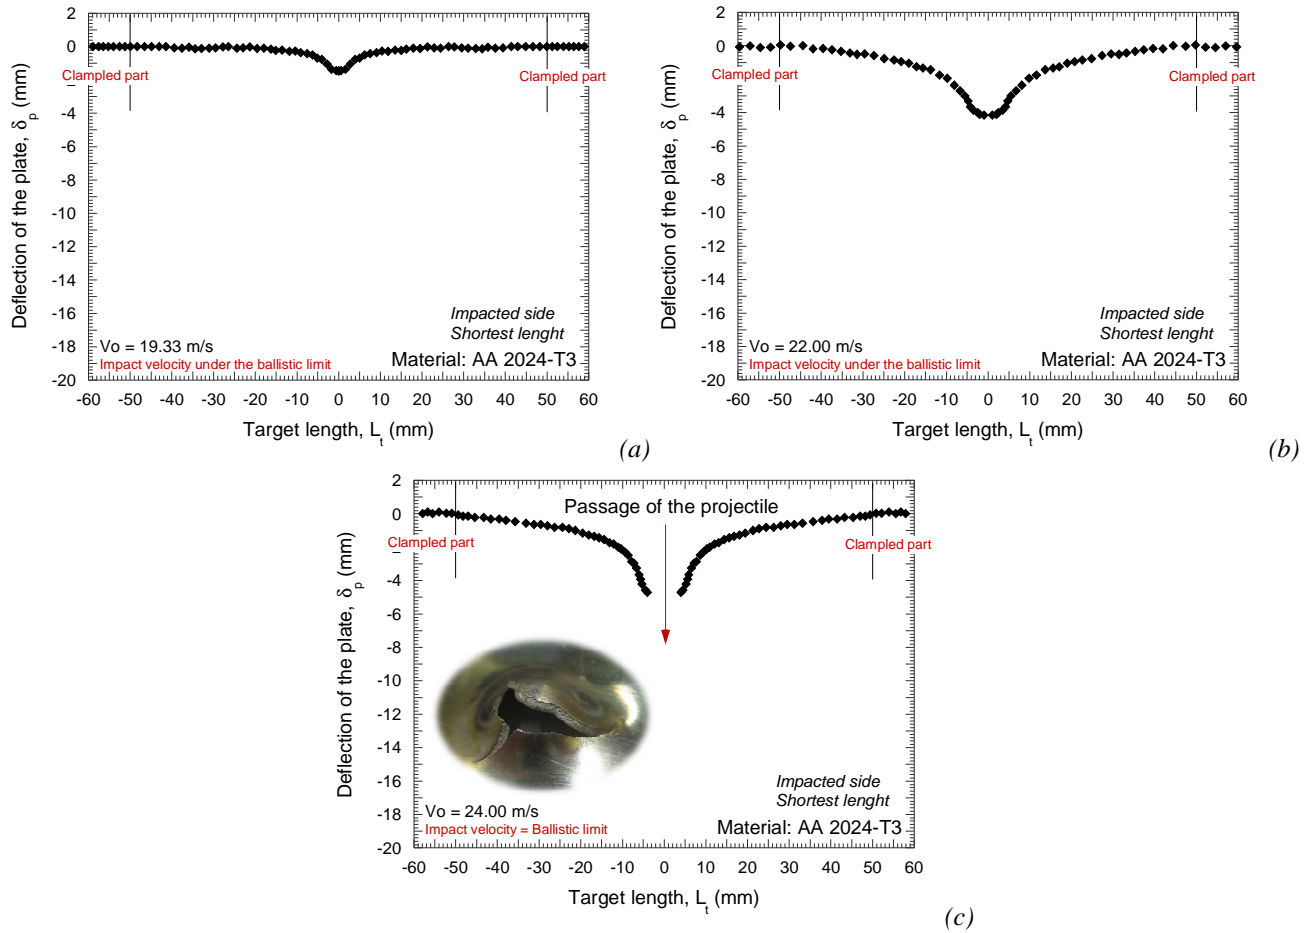 2
0
-4
-6
-8
-10
-12
-14
-16
-18
-20
Deflection of the plate, δp (mm)
Clampled part
Clampled part
Impacted side
Shortest lenght
Vo = 19.33 m/s
Impact velocity under the ballistic limit
Material: AA 2024-T3
-60 -50 -40 -30 -20 -10 0 10 20 30 40 50 60
Target length, Lt (mm)
(a)
2
0
-4
-6
-8
-10
-12
-14
-16
-18
-20
Deflection of the plate, δp (mm)
Clampled part
Clampled part
Impacted side
Shortest lenght
Vo = 22.00 m/s
Impact velocity under the ballistic limit
Material: AA 2024-T3
-60 -50 -40 -30 -20 -10 0 10 20 30 40 50 60
Target length, Lt (mm)
(b)
2
0
-4
-6
-8
-10
-12
-14
-16
-18
-20
Deflection of the plate, δp (mm)
Passage of the projectile
Clampled part
Clampled part
Impacted side
Shortest lenght
Vo = 24.00 m/s
Impact velocity = Ballistic limit
Material: AA 2024-T3
-60 -50 -40 -30 -20 -10 0 10 20 30 40 50 60
Target length, Lt (mm)
(c)